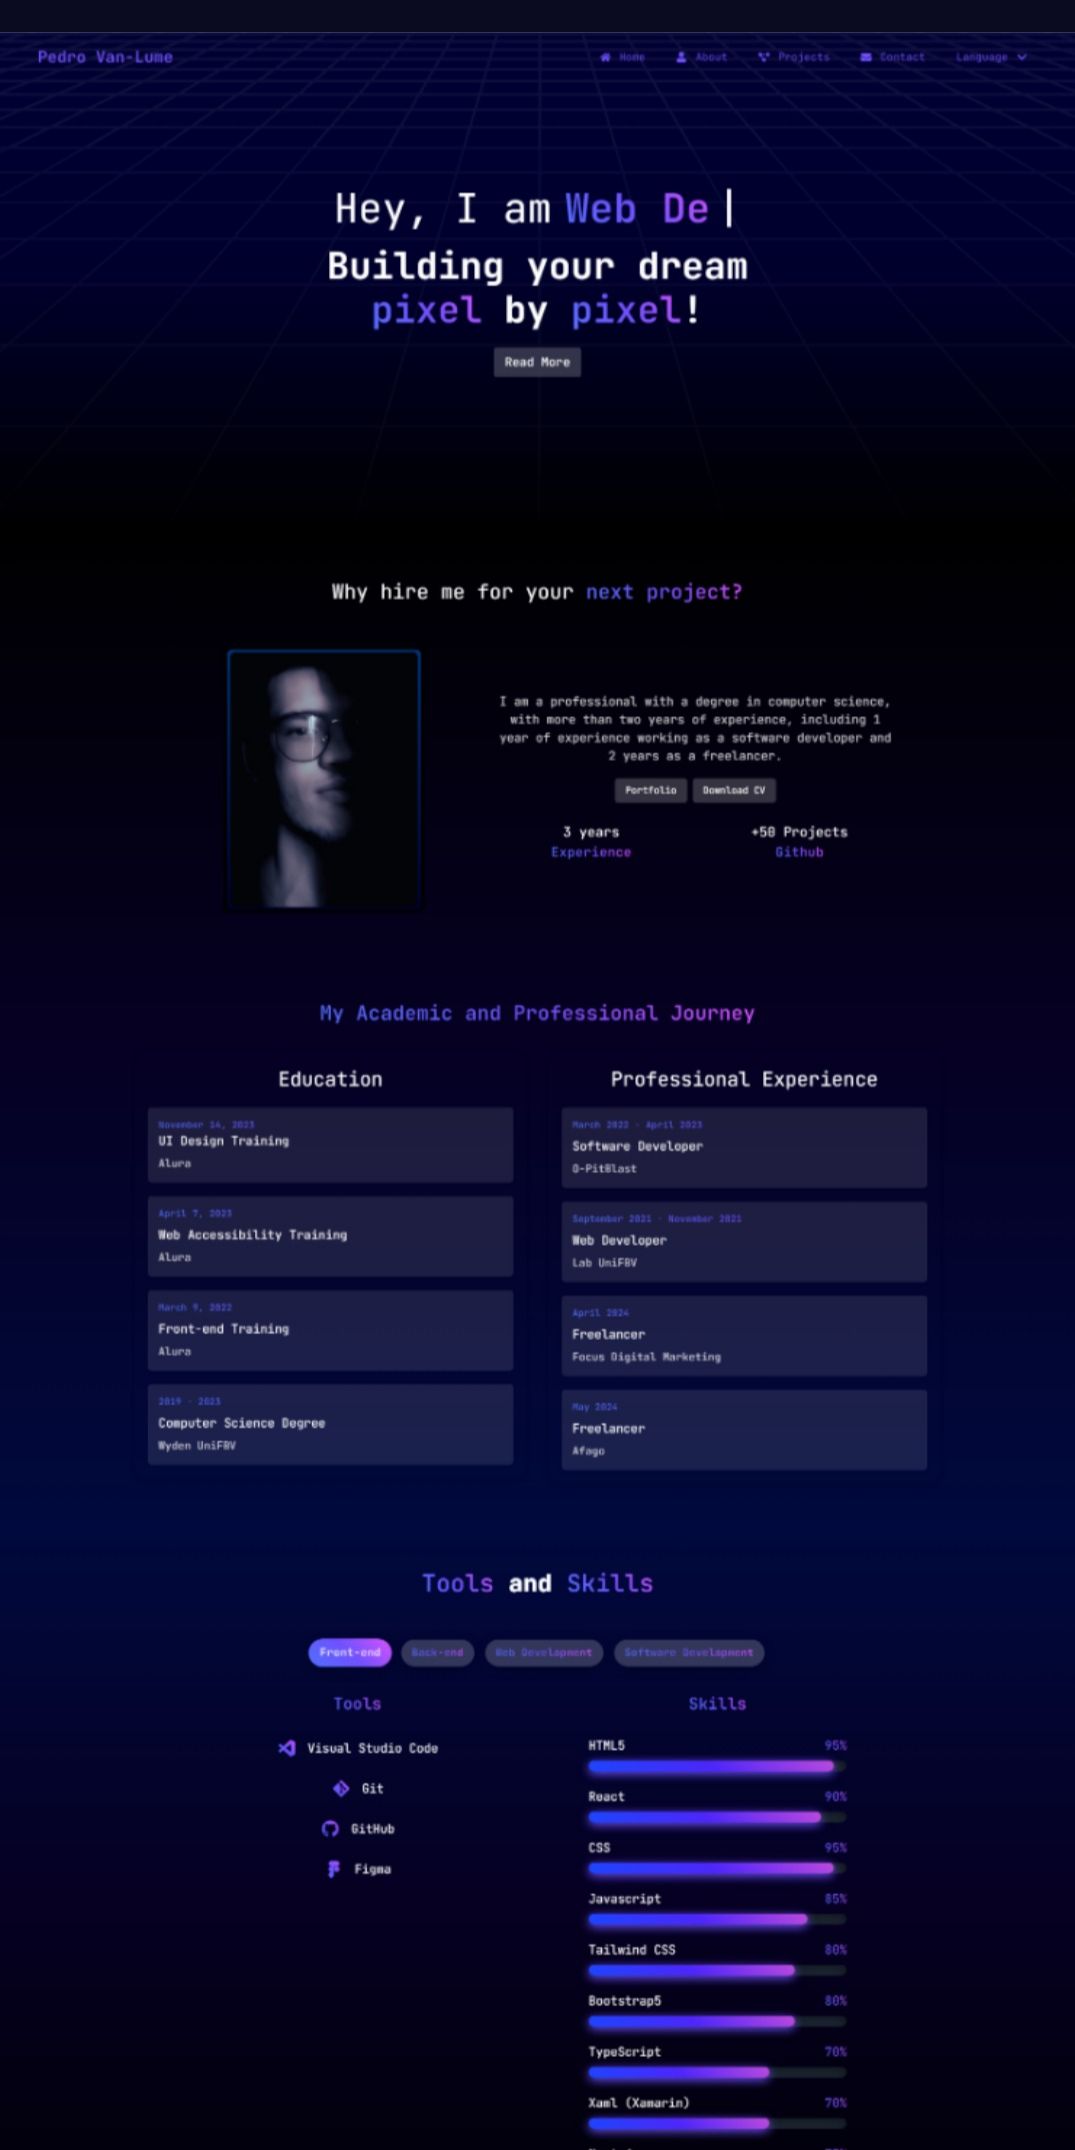 Pedro Van-Lume
Home About Projects Contact Language
Hey, I am Web De|
Building your dream
pixel by pixel!
Read More
Why hire me for your next project?
I am a professional with a degree in computer science,
with more than two years of experience, including 1
year of experience working as a software developer and
2 years as a freelancer.
Portfolio Download CV
3 years
Experience
+50 Projects
Github
My Academic and Professional Journey
Education
November 14, 2023
UI Design Training
Alura
April 7, 2023
Web Accessibility Training
Alura
March 9, 2022
Front-end Training
Alura
2019 - 2023
Computer Science Degree
Wyden UniFBV
Professional Experience
March 2022 - April 2023
Software Developer
O-PitBlast
September 2021 - November 2021
Web Developer
Lab UniFBV
April 2024
Freelancer
Focus Digital Marketing
May 2024
Freelancer
Afago
Tools and Skills
Front-end Back-end Web Development Software Development
Tools
Visual Studio Code
Git
GitHub
Figma
Skills
HTML5 95%
React 90%
CSS 95%
Javascript 85%
Tailwind CSS 80%
Bootstrap5 80%
TypeScript 70%
Xaml (Xamarin) 70%